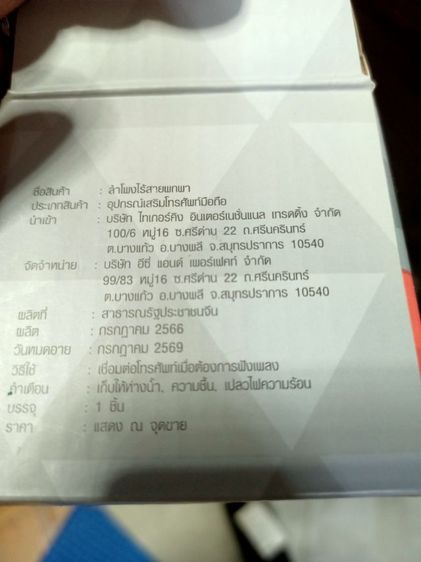 ชื่อสินค้า : ลำโพงไร้สายพกพา
ประเภทสินค้า : อุปกรณ์เสริมโทรศัพท์มือถือ
นำเข้า : บริษัท ไทเกอร์คิง อินเตอร์เนชั่นแนล เทรดดิ้ง จำกัด
100/6 หมู่16 ซ.ศรีด่าน 22 ถ.ศรีนครินทร์
ต.บางแก้ว อ.บางพลี จ.สมุทรปราการ 10540
จัดจำหน่าย : บริษัท อีซี่ แอนด์ เพอร์เฟคท์ จำกัด
99/83 หมู่16 ซ.ศรีด่าน 22 ถ.ศรีนครินทร์
ต.บางแก้ว อ.บางพลี จ.สมุทรปราการ 10540
ผลิตที่ : สาธารณรัฐประชาชนจีน
ผลิต : กรกฎาคม 2566
วันหมดอายุ : กรกฎาคม 2569
วิธีใช้ : เชื่อมต่อโทรศัพท์เมื่อต้องการฟังเพลง
คำเตือน : เก็บให้ห่างน้ำ, ความชื้น, เปลวไฟความร้อน
บรรจุ : 1 ชิ้น
ราคา : แสดง ณ จุดขาย